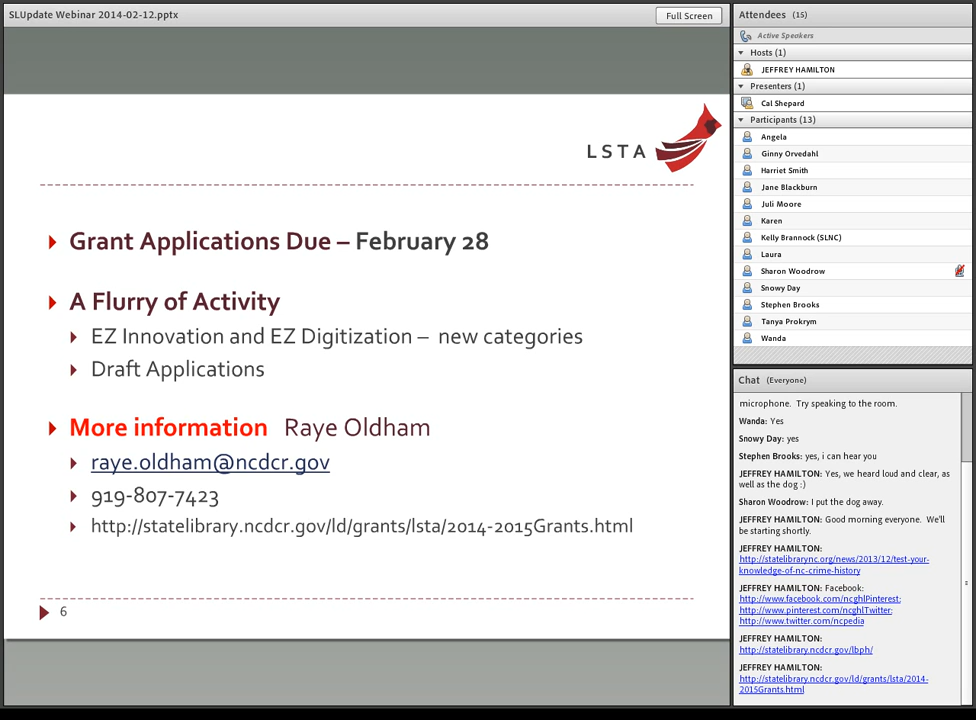 SLUpdate Webinar 2014-02-12.pptx
Full Screen
LSTA
Grant Applications Due – February 28
A Flurry of Activity
EZ Innovation and EZ Digitization – new categories
Draft Applications
More information Raye Oldham
raye.oldham@ncdcr.gov
919-807-7423
http://statelibrary.ncdcr.gov/ld/grants/lsta/2014-2015Grants.html
6
Attendees (15)
Active Speakers
Hosts (1)
JEFFREY HAMILTON
Presenters (1)
Cal Shepard
Participants (13)
Angela
Ginny Orvedahl
Harriet Smith
Jane Blackburn
Juli Moore
Karen
Kelly Brannock (SLNC)
Laura
Sharon Woodrow
Snowy Day
Stephen Brooks
Tanya Prokrym
Wanda
Chat (Everyone)
microphone. Try speaking to the room.
Wanda: Yes
Snowy Day: yes
Stephen Brooks: yes, i can hear you
JEFFREY HAMILTON: Yes, we heard loud and clear, as
well as the dog :)
Sharon Woodrow: I put the dog away.
JEFFREY HAMILTON: Good morning everyone. We'll
be starting shortly.
JEFFREY HAMILTON:
http://statelibrarync.org/news/2013/12/test-your-
knowledge-of-nc-crime-history
JEFFREY HAMILTON: Facebook:
http://www.facebook.com/ncghlPinterest:
http://www.pinterest.com/ncghlTwitter:
http://www.twitter.com/ncpedia
JEFFREY HAMILTON:
http://statelibrary.ncdcr.gov/lbph/
JEFFREY HAMILTON:
http://statelibrary.ncdcr.gov/ld/grants/lsta/2014-
2015Grants.html